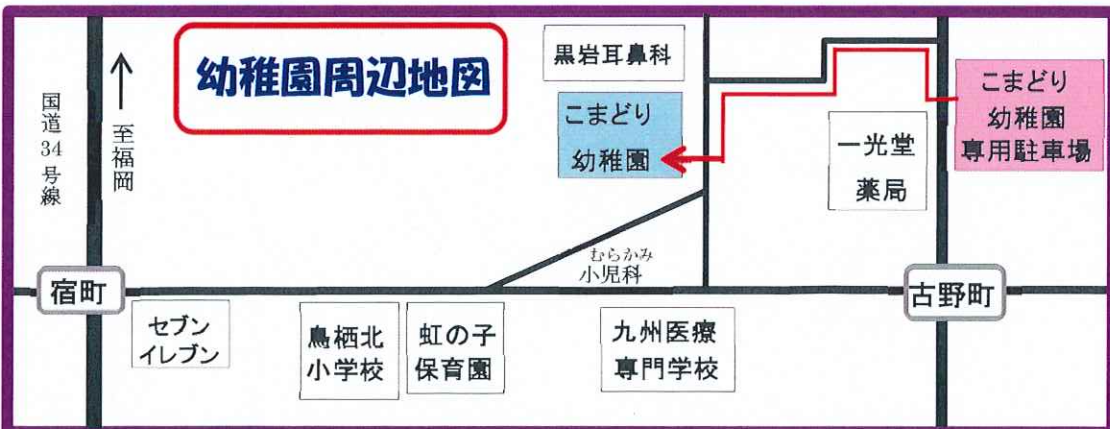 幼稚園周辺地図
国道34号線
至福岡
黒岩耳鼻科
こまどり
幼稚園
一光堂
薬局
こまどり
幼稚園
専用駐車場
むらかみ
小児科
宿町
古野町
セブン
イレブン
鳥栖北
小学校
虹の子
保育園
九州医療
専門学校